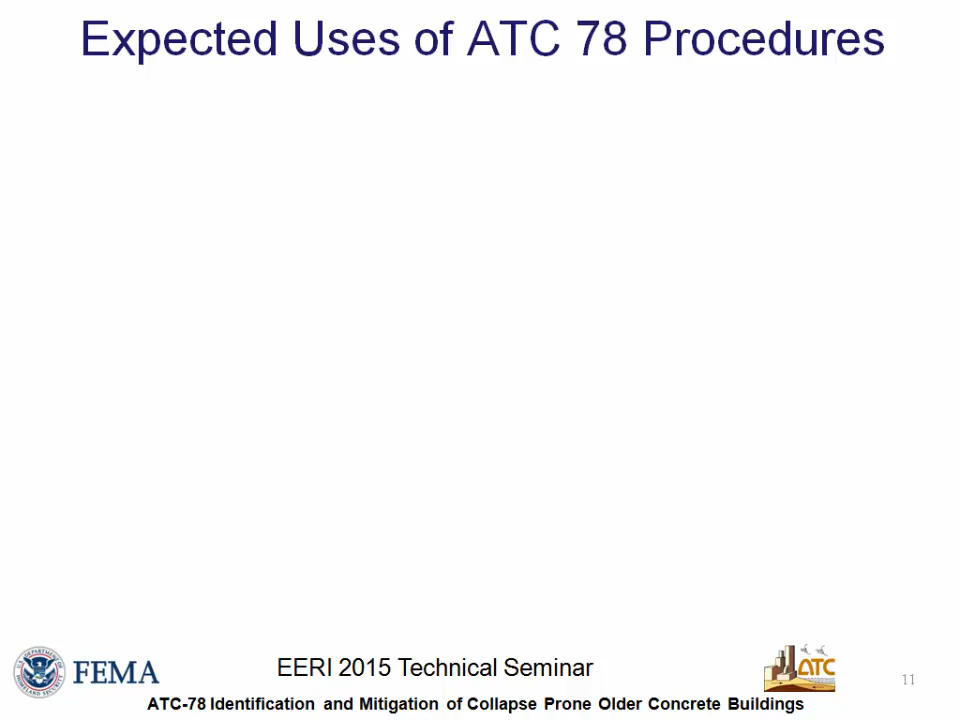 Expected Uses of ATC 78 Procedures
FEMA
EERI 2015 Technical Seminar
ATC
11
ATC-78 Identification and Mitigation of Collapse Prone Older Concrete Buildings